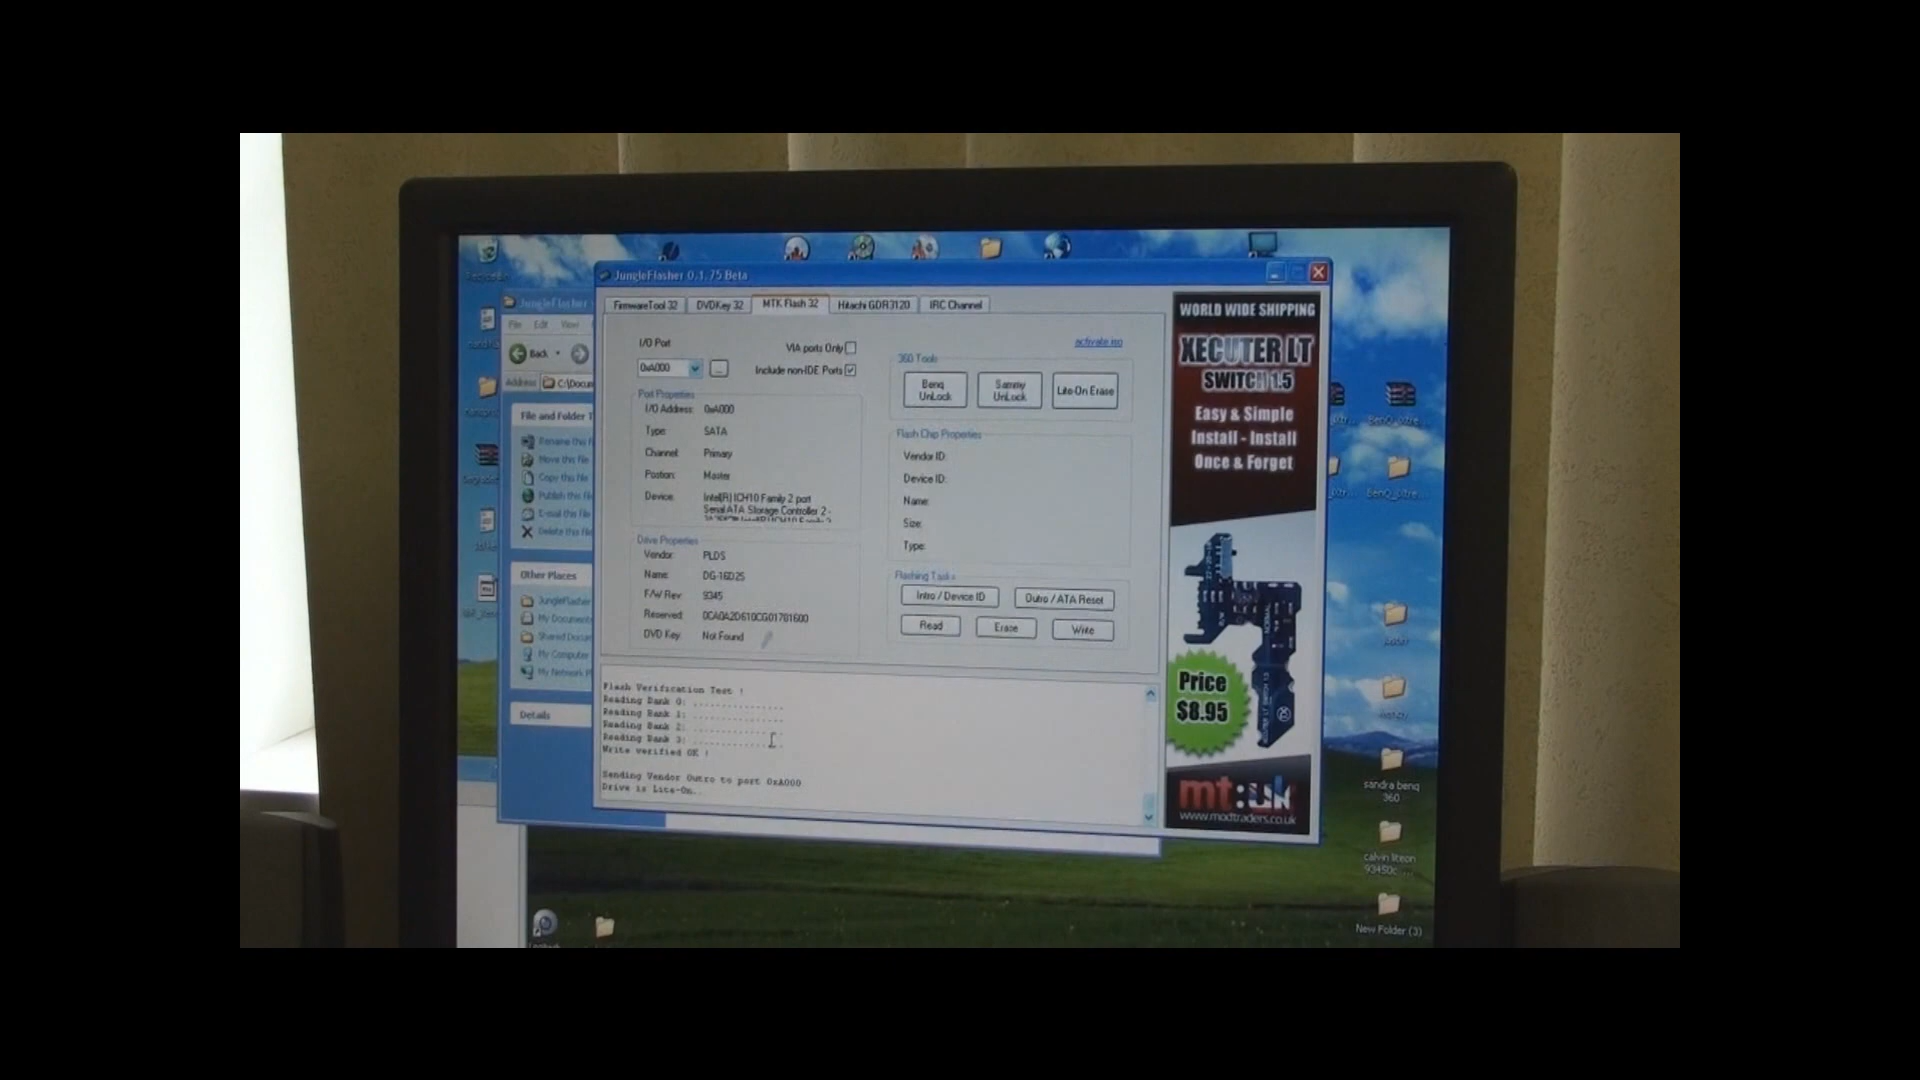 JungleFlasher 0.1.75 Beta
FirmwareTool 32
DVDKey 32
MTK Flash 32
Hitachi GDR3120
IRC Channel
I/O Port
0xA000
...
VIA ports Only
Include non-IDE Ports
activate iso
Port Properties
I/O Address: 0xA000
Type: SATA
Channel: Primary
Position: Master
Device: Intel(R) ICH10 Family 2 port
Serial ATA Storage Controller 2 -
Drive Properties
Vendor: PLDS
Name: DG-16D2S
F/W Rev: 9345
Reserved: 0CA0A2D610CG01701600
DVD Key: Not Found
360 Tools
Benq UnLock
Sammy UnLock
Lite-On Erase
Flash Chip Properties
Vendor ID:
Device ID:
Name:
Size:
Type:
Flashing Tasks
Intro / Device ID
Outro / ATA Reset
Read
Erase
Write
Flash Verification Test !
Reading Bank 0: ................
Reading Bank 1: ................
Reading Bank 2: ................
Reading Bank 3: ................
Write verified OK !
Sending Vendor Outro to port 0xA000
Drive is Lite-On..
WORLD WIDE SHIPPING
XECUTER LT
SWITCH 1.5
Easy & Simple
Install - Install
Once & Forget
NORMAL
Price
$8.95
mt:uk
www.modtraders.co.uk
JungleFlasher
File Edit View
Back
Address C:\Docum
File and Folder T
Rename this fi
Move this file
Copy this file
Publish this fi
E-mail this file
Delete this file
Other Places
JungleFlasher
My Documents
Shared Docum
My Computer
My Network P
Details
sandra benq
360
calvin liteon
93450c ...
New Folder (3)